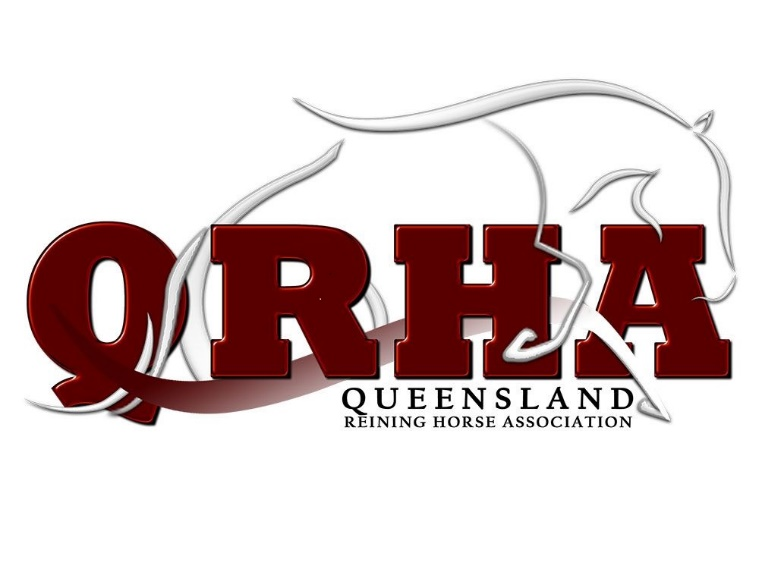 QRHA
QUEENSLAND
REINING HORSE ASSOCIATION